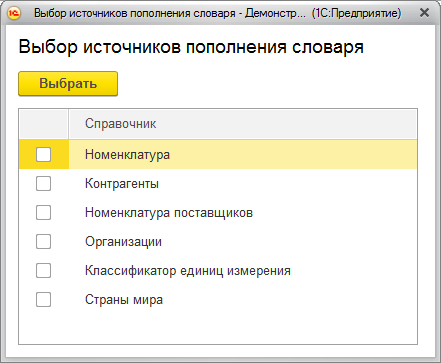 1С Выбор источников пополнения словаря - Демонстр... (1С:Предприятие)
Выбор источников пополнения словаря
Выбрать
Справочник
Номенклатура
Контрагенты
Номенклатура поставщиков
Организации
Классификатор единиц измерения
Страны мира